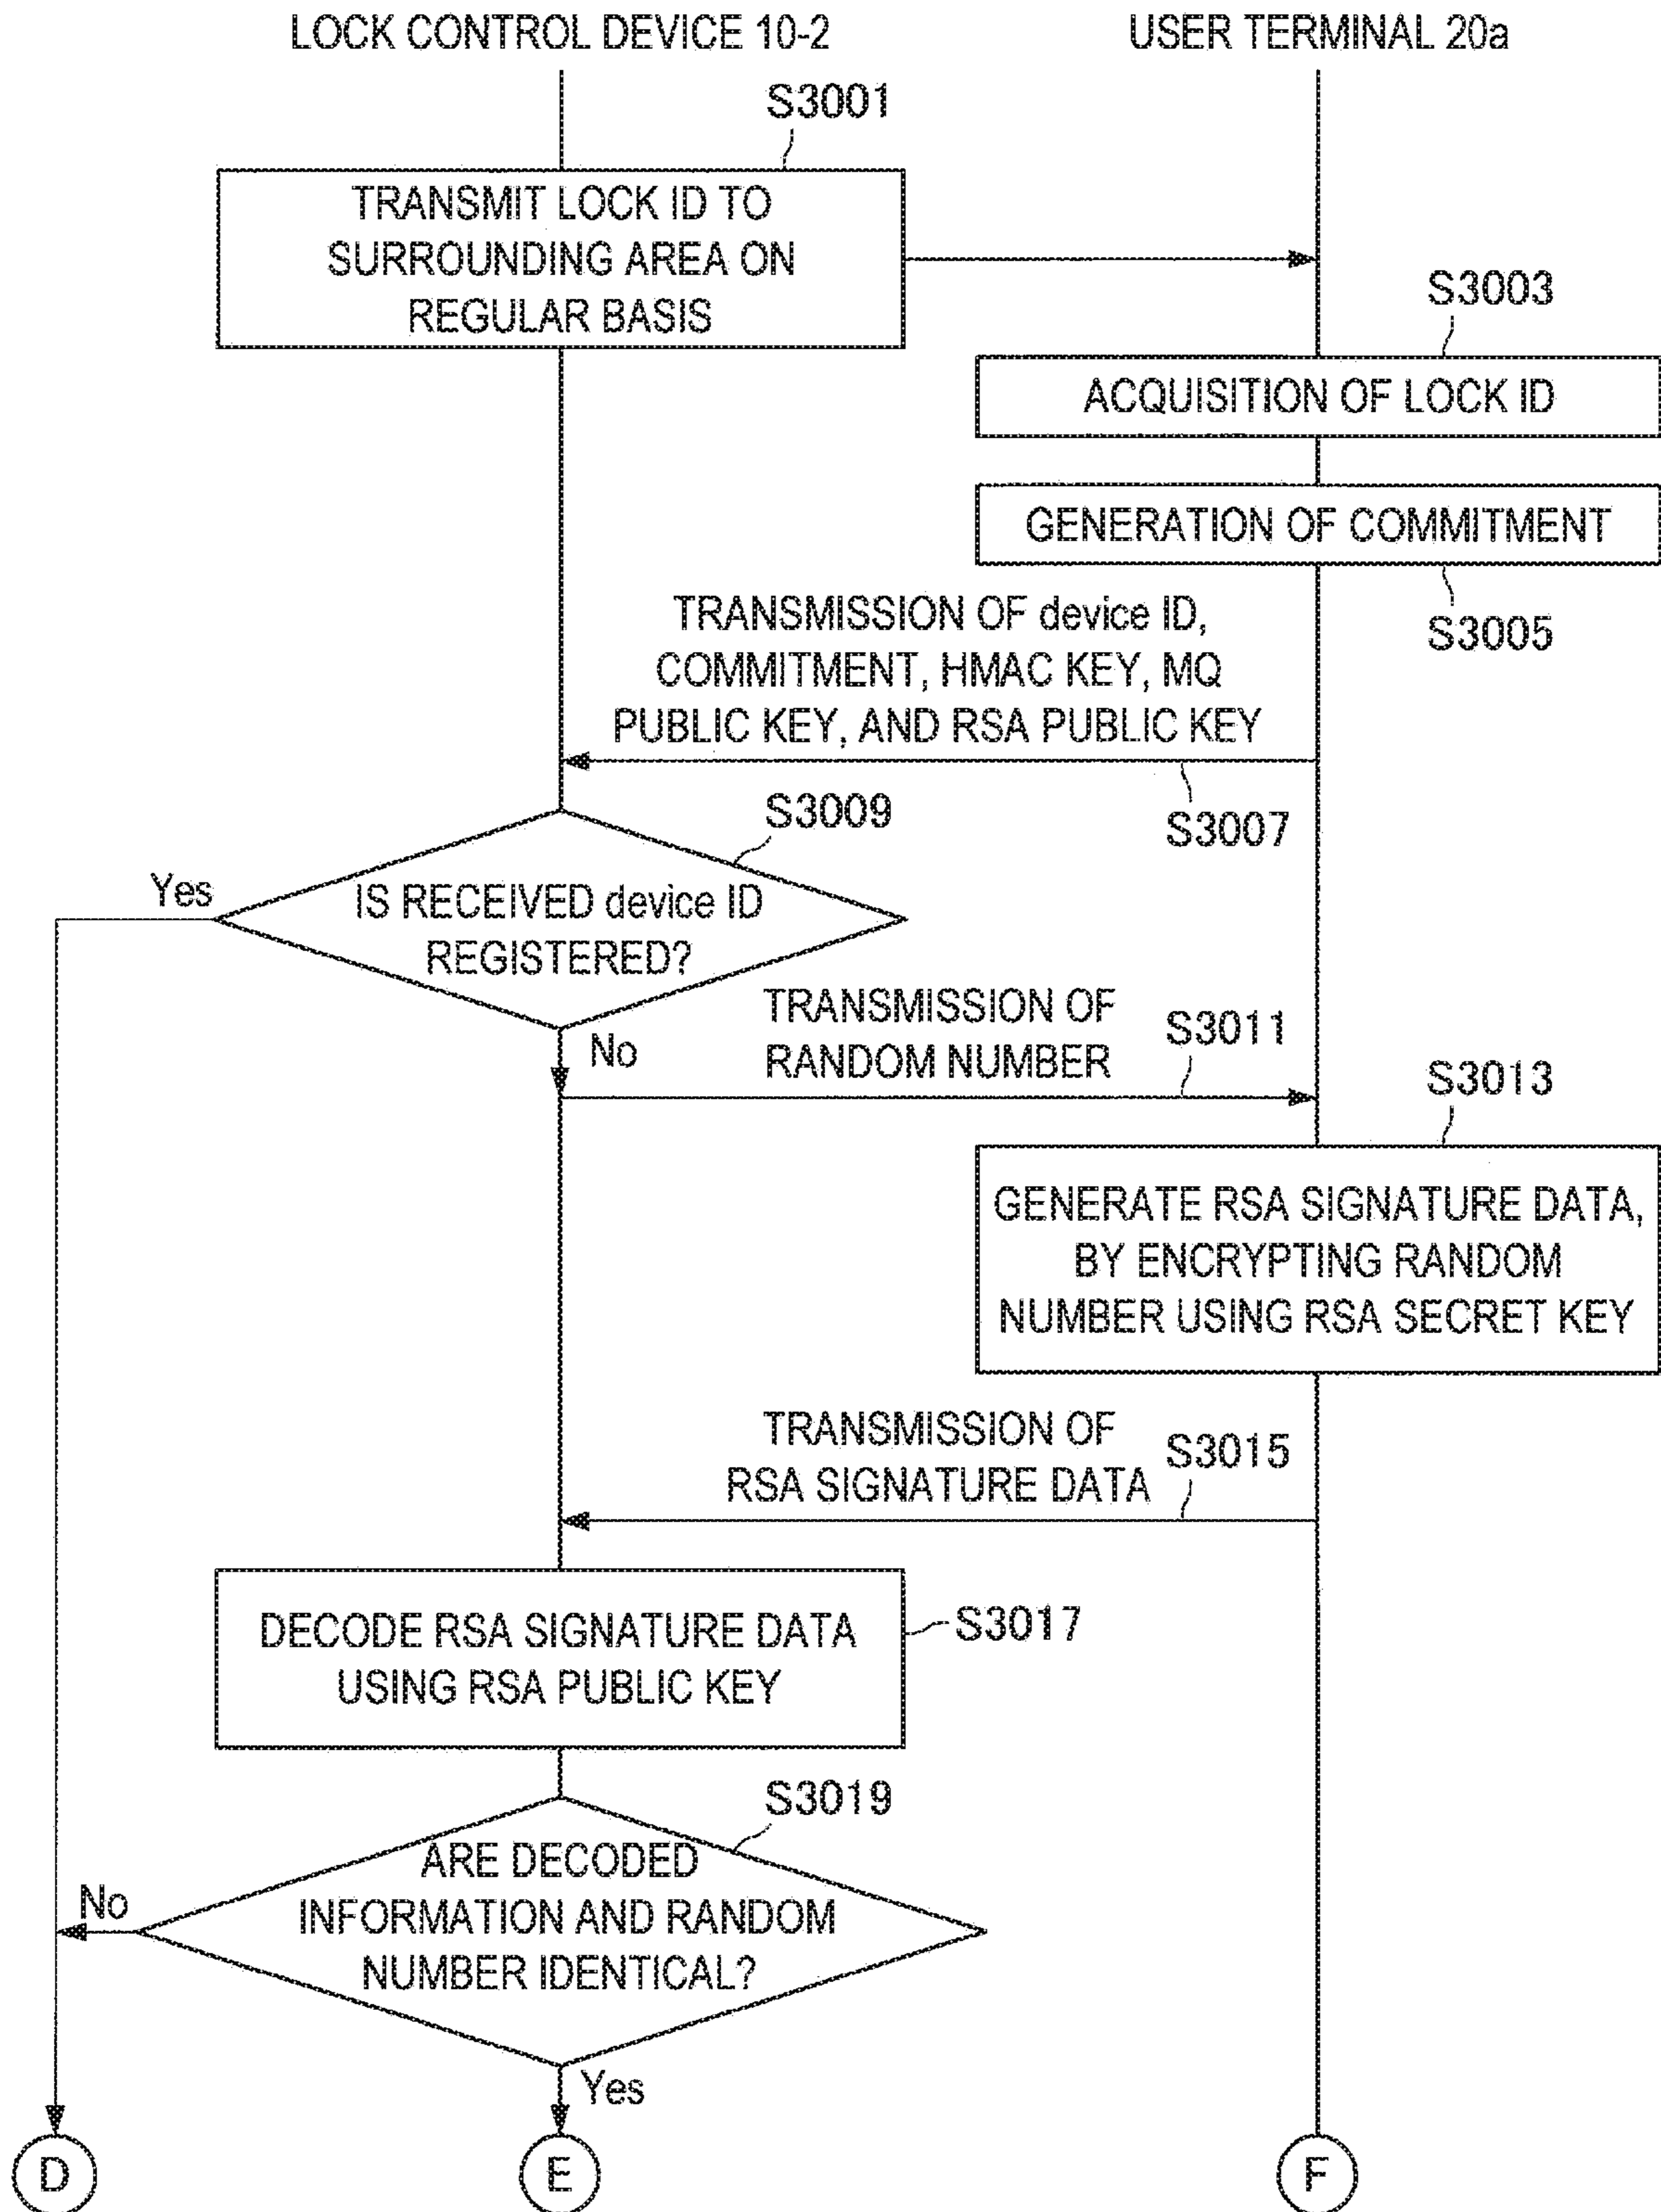 LOCK CONTROL DEVICE 10-2
USER TERMINAL 20a
S3001
TRANSMIT LOCK ID TO
SURROUNDING AREA ON
REGULAR BASIS
S3003
ACQUISITION OF LOCK ID
GENERATION OF COMMITMENT
S3005
TRANSMISSION OF device ID,
COMMITMENT, HMAC KEY, MQ
PUBLIC KEY, AND RSA PUBLIC KEY
S3007
S3009
Yes
IS RECEIVED device ID
REGISTERED?
No
TRANSMISSION OF
RANDOM NUMBER
S3011
S3013
GENERATE RSA SIGNATURE DATA,
BY ENCRYPTING RANDOM
NUMBER USING RSA SECRET KEY
TRANSMISSION OF
RSA SIGNATURE DATA
S3015
DECODE RSA SIGNATURE DATA
USING RSA PUBLIC KEY
S3017
S3019
ARE DECODED
INFORMATION AND RANDOM
NUMBER IDENTICAL?
No
Yes
D
E
F